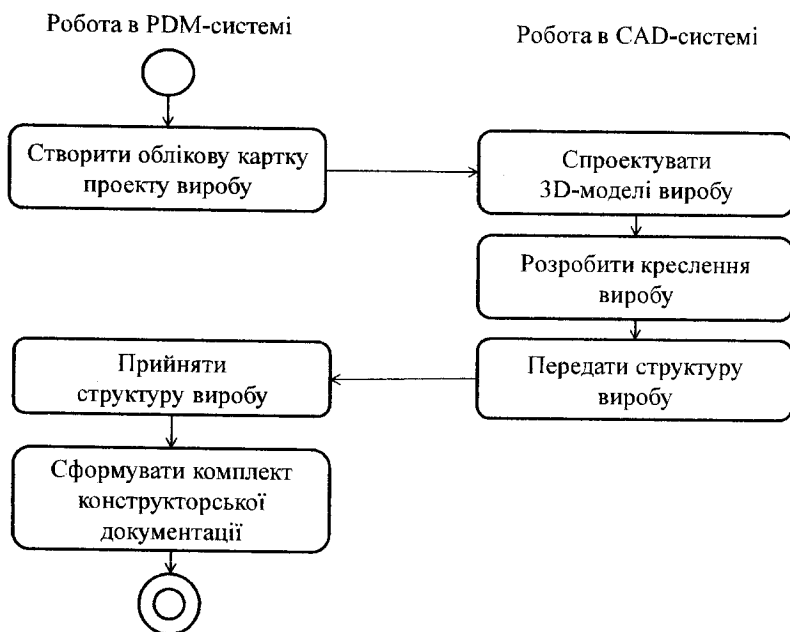 Робота в PDM-системі
Робота в CAD-системі
Створити облікову картку
проекту виробу
Спроектувати
3D-моделі виробу
Розробити креслення
виробу
Прийняти
структуру виробу
Передати структуру
виробу
Сформувати комплект
конструкторської
документації